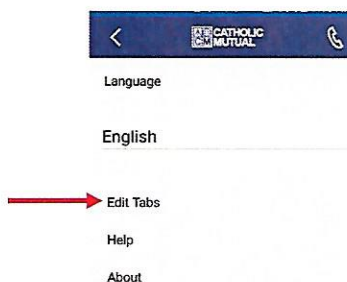 CATHOLIC
MUTUAL
Language
English
Edit Tabs
Help
About